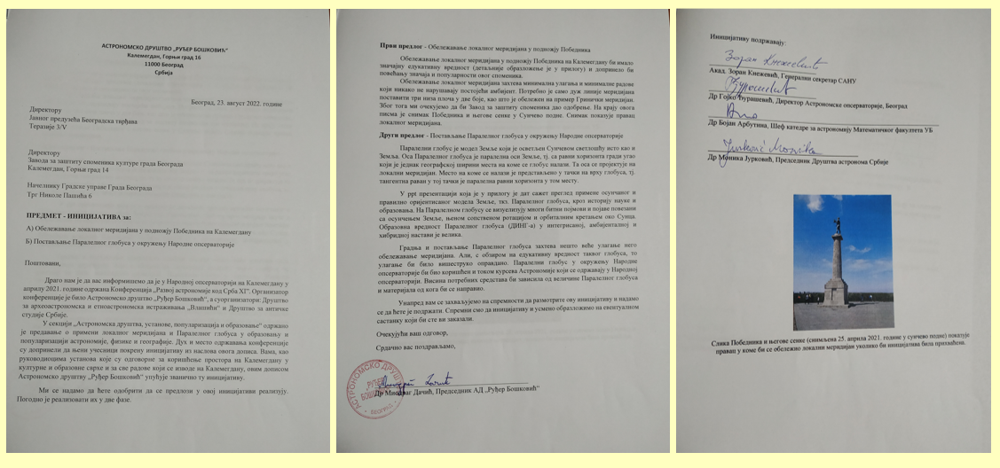 АСТРОНОМСКО ДРУШТВО „РУЂЕР БОШКОВИЋ“
Калемегдан, Горњи град 16
11000 Београд
Србија
Београд, 23. август 2022. године
Директору
Јавног предузећа Београдска тврђава
Теразије 3/V
Директору
Завода за заштиту споменика културе града Београда
Калемегдан, Горњи град 14
Начелнику Градске управе Града Београда
Трг Николе Пашића 6
ПРЕДМЕТ - ИНИЦИЈАТИВА за:
А) Обележавање локалног меридијана у подножју Победника на Калемегдану
Б) Постављање Паралелног глобуса у окружењу Народне опсерваторије
Поштовани,
Драго нам је да вас информишемо да је у Народној опсерваторији на Калемегдану у
априлу 2021. године одржана Конференција „Развој астрономије код Срба XI“. Организатор
конференције је било Астрономско друштво „Руђер Бошковић“, а суорганизатори: Друштво
за археоастрономска и етноастрономска истраживања „Влашићи“ и Друштво за античке
студије Србије.
У секцији „Астрономска друштва, установе, популаризација и образовање“ одржано
је предавање о примени локалног меридијана и Паралелног глобуса у образовању и
популаризацији астрономије, физике и географије. Дух и место одржавања конференције
су допринели да њени учесници покрену иницијативу из наслова овога дописа. Вама, као
руководиоцима установа које су одговорне за коришћење простора на Калемегдану у
културне и образовне сврхе и за све радове који се изводе на Калемегдану, овим дописом
Астрономско друштву „Руђер Бошковић“ упућује званично ту иницијативу.
Ми се надамо да ћете одобрити да се предлози у овој иницијативи реализују.
Погодно је реализовати их у две фазе.
Први предлог - Обележавање локалног меридијана у подножју Победника
Обележавање локалног меридијана у подножју Победника на Калемегдану би имало
значајну едукативну вредност (детаљније образложење је у прилогу) и допринело би
повећању значаја и популарности овог споменика.
Обележавање локалног меридијана захтева минимална улагања и минималне радове
који никако не нарушавају постојећи амбијент. Потребно је само дуж линије меридијана
поставити три низа плоча у две боје, као што је обележен на пример Гринички меридијан.
Због тога ми очекујемо да би Завод за заштиту споменика дао одобрење. На крају овога
писма је снимак Победника и његове сенке у Сунчево подне. Снимак показује правац
локалног меридијана.
Други предлог - Постављање Паралелног глобуса у окружењу Народне опсерваторије
Паралелни глобус је модел Земље који је осветљен Сунчевом светлошћу исто као и
Земља. Оса Паралелног глобуса је паралелна оси Земље, тј. са равни хоризонта гради угао
који је једнак географској ширини места на коме се глобус налази. Та оса се пројектује на
локални меридијан. Место на коме се налази је представљено у тачки на врху глобуса, тј.
тангентна раван у тој тачки је паралелна равни хоризонта у том месту.
У ppt презентацији која је у прилогу је дат сажет преглед примене осунчаног и
правилно оријентисаног модела Земље, ткз. Паралелног глобуса, кроз историју науке и
образовања. На Паралелном глобусу се визуелизују многи битни појмови и појаве повезани
са осунчењем Земље, њеном сопственом ротацијом и орбиталним кретањем око Сунца.
Образовна вредност Паралелног глобуса (ДИНГ-а) у интегрисаној, амбијенталној и
хибридној настави је велика.
Градња и постављање Паралелног глобуса захтева нешто веће улагање него
обележавање меридијана. Али, с обзиром на едукативну вредност таквог глобуса, то
улагање би било вишеструко оправдано. Паралелни глобус у окружењу Народне
опсерваторије би био коришћен и током курсева Астрономије који се одржавају у Народној
опсерваторији. Висина потребних средстава би зависила од величине Паралелног глобуса
и материјала од кога би се направио.
Унапред вам се захваљујемо на спремности да размотрите ову иницијативу и надамо
се да ћете је подржати. Спремни смо да иницијативу и усмено образложимо на евентуалном
састанку који би сте ви заказали.
Очекујући ваш одговор,
Срдачно вас поздрављамо,
Др Миодраг Дачић, Председник АД „Руђер Бошковић“
АСТРОНОМСКО ДРУШТВО
„РУЂЕР
БОШКОВИЋ“
БЕОГРАД
Иницијативу подржавају:
Зоран Кнежевић
Акад. Зоран Кнежевић, Генерални секретар САНУ
Др Гојко Ђурашевић, Директор Астрономске опсерваторије, Београд
Др Бојан Арбутина, Шеф катедре за астрономију Математичког факултета УБ
Др Моника Јурковић, Председник Друштва астронома Србије
Слика Победника и његове сенке (снимљена 25. априла 2021. године у сунчево подне) показује
правац у коме би се обележио локални меридијан уколико би иницијатива била прихваћена.